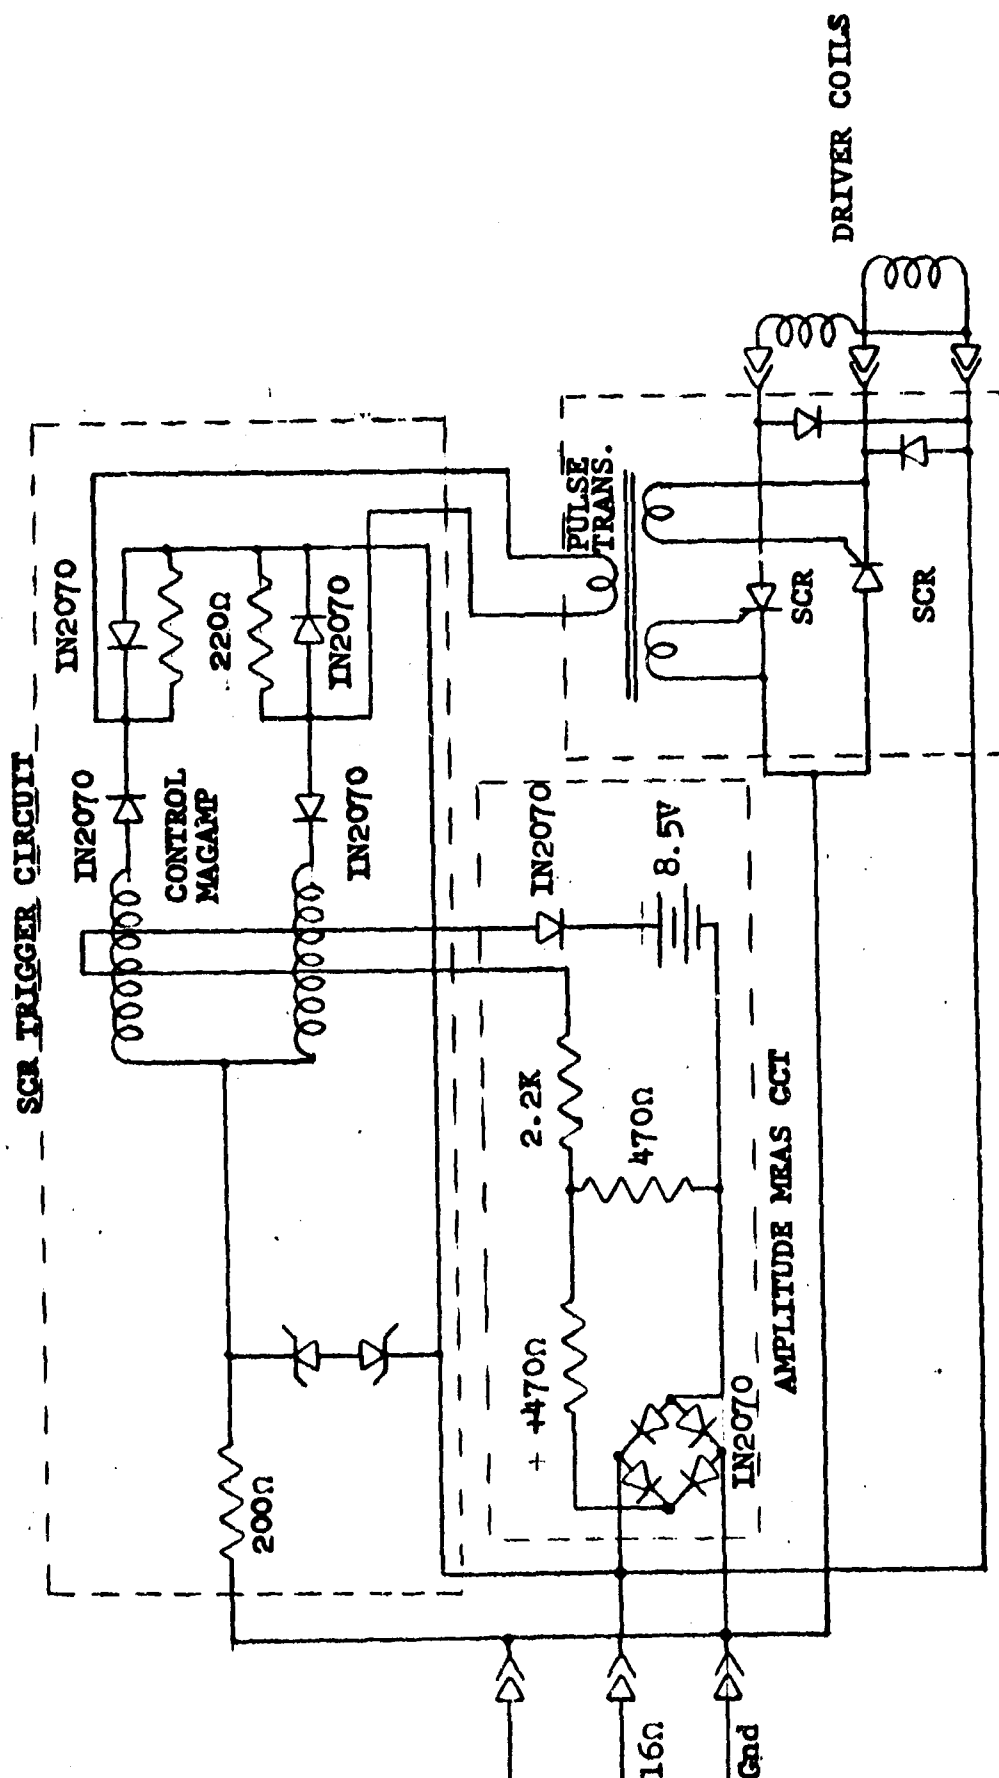 SCR TRIGGER CIRCUIT
IN2070
IN2070
CONTROL
MAGAMP
220Ω
IN2070
IN2070
200Ω
PULSE
TRANS.
SCR
SCR
DRIVER COILS
IN2070
8.5V
2.2K
470Ω
+ +470Ω
IN2070
AMPLITUDE MEAS CCT
16Ω
Gnd